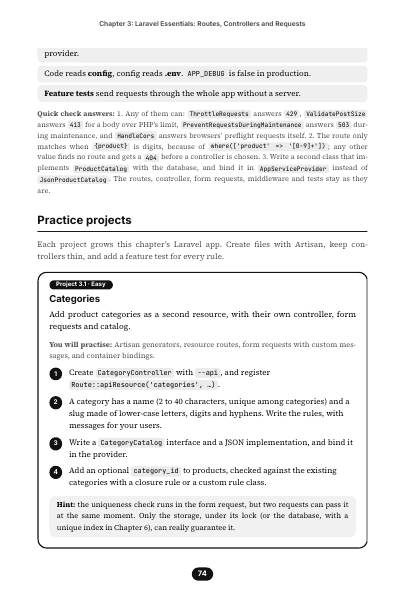 Chapter 3: Laravel Essentials: Routes, Controllers and Requests
provider.
Code reads config, config reads .env. APP_DEBUG is false in production.
Feature tests send requests through the whole app without a server.
Quick check answers: 1. Any of them can: ThrottleRequests answers 429, ValidatePostSize
answers 413 for a body over PHP's limit, PreventRequestsDuringMaintenance answers 503 dur-
ing maintenance, and HandleCors answers browsers' preflight requests itself. 2. The route only
matches when {product} is digits, because of where(['product' => '[0-9]+']); any other
value finds no route and gets a 404 before a controller is chosen. 3. Write a second class that im-
plements ProductCatalog with the database, and bind it in AppServiceProvider instead of
JsonProductCatalog. The routes, controller, form requests, middleware and tests stay as they
are.
Practice projects
Each project grows this chapter's Laravel app. Create files with Artisan, keep con-
trollers thin, and add a feature test for every rule.
Project 3.1 · Easy
Categories
Add product categories as a second resource, with their own controller, form
requests and catalog.
You will practise: Artisan generators, resource routes, form requests with custom mes-
sages, and container bindings.
1 Create CategoryController with --api, and register
Route::apiResource('categories', …).
2 A category has a name (2 to 40 characters, unique among categories) and a
slug made of lower-case letters, digits and hyphens. Write the rules, with
messages for your users.
3 Write a CategoryCatalog interface and a JSON implementation, and bind it
in the provider.
4 Add an optional category_id to products, checked against the existing
categories with a closure rule or a custom rule class.
Hint: the uniqueness check runs in the form request, but two requests can pass it
at the same moment. Only the storage, under its lock (or the database, with a
unique index in Chapter 6), can really guarantee it.
74